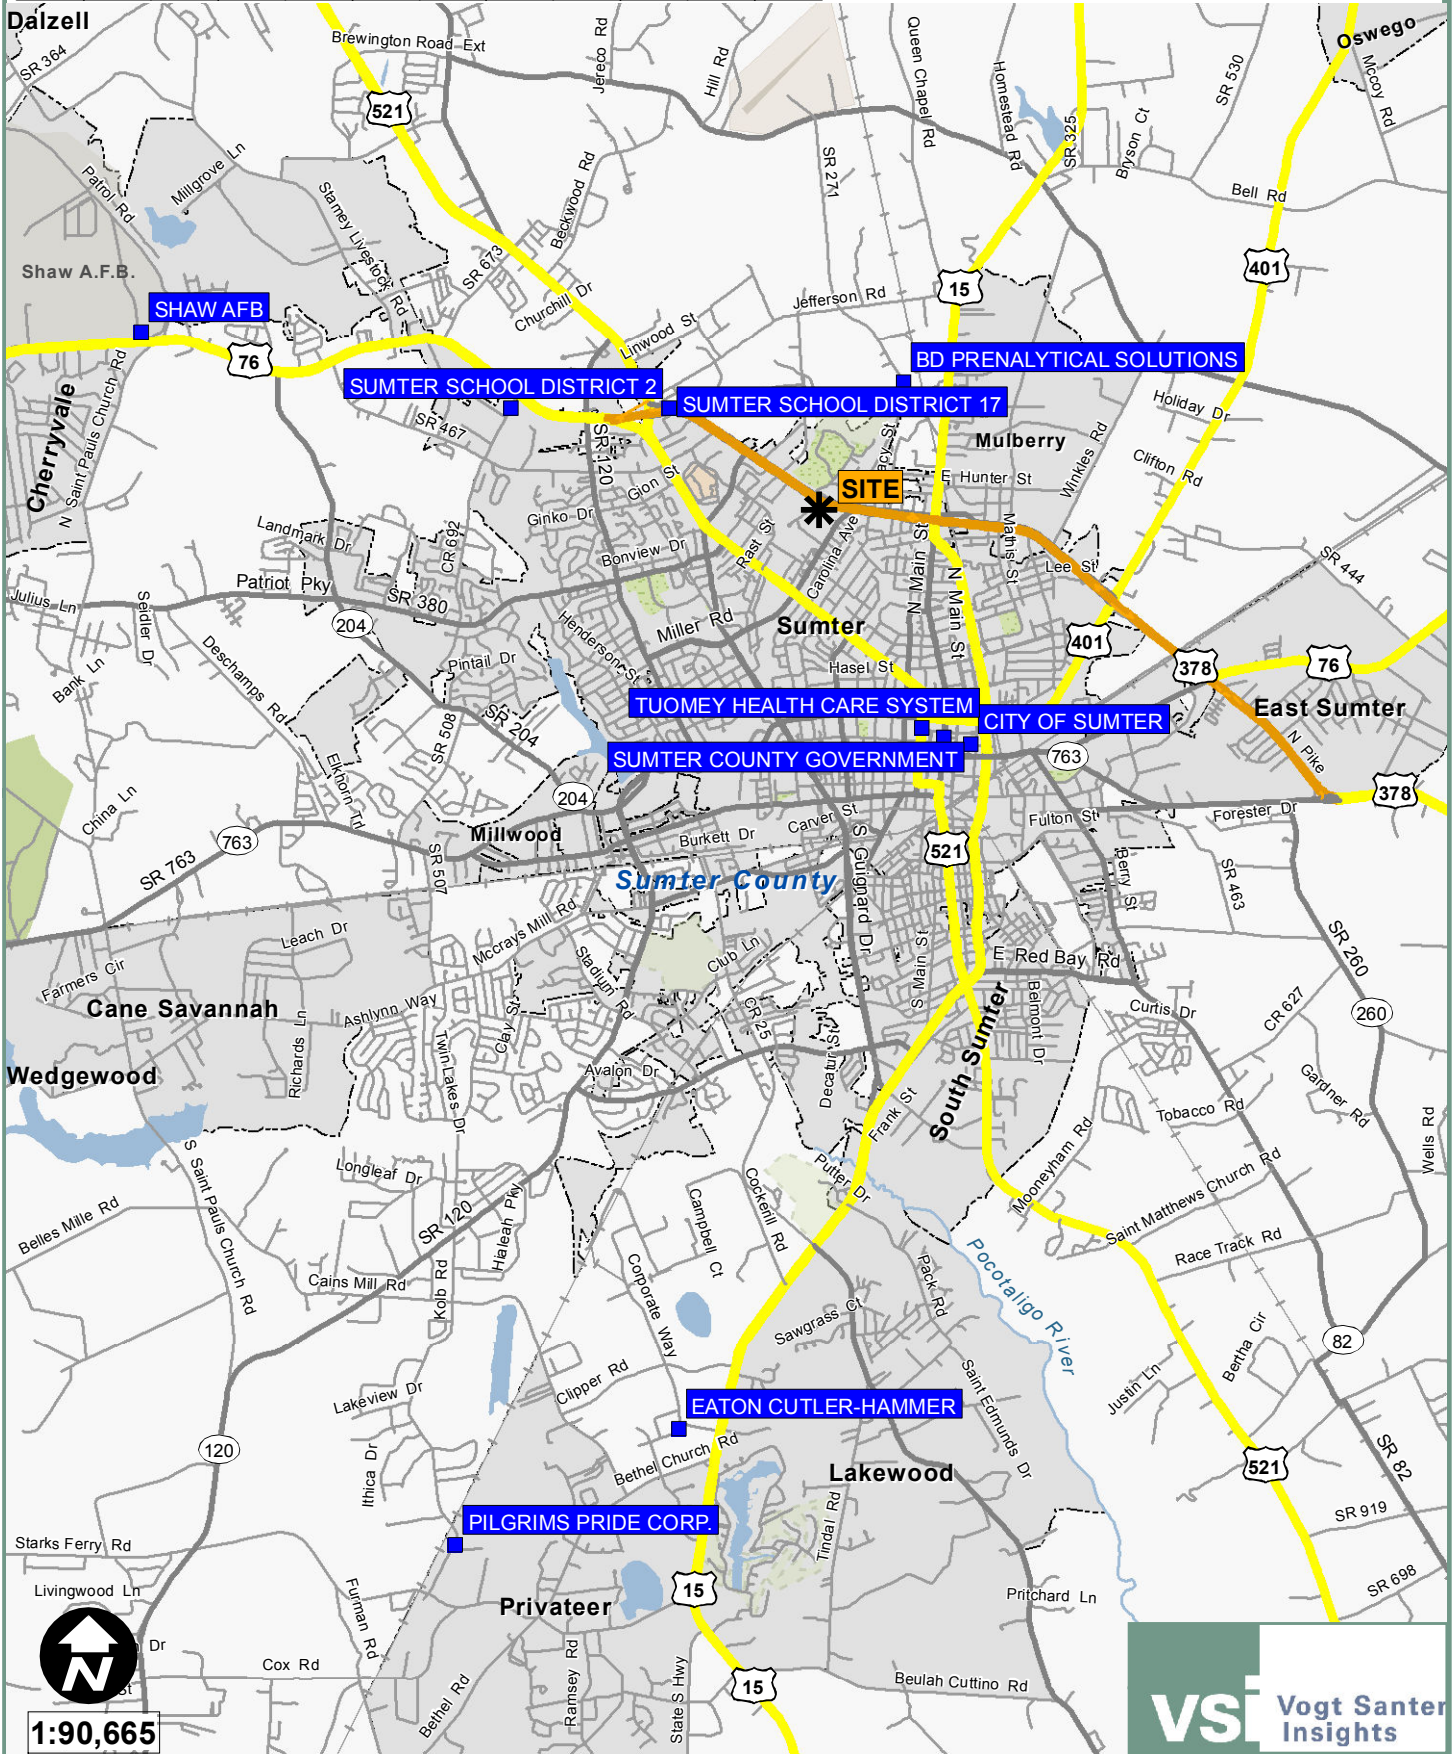 Dalzell
Brewington Road Ext
SR 364
521
Jereco Rd
Hill Rd
Queen Chapel Rd
Homestead Rd
SR 325
Bryson Ct
SR 530
Oswego
Mccoy Rd
Patrol Rd
Millgrove Ln
Stamey Livestock Rd
Beckwood Rd
SR 673
SR 271
Bell Rd
Shaw A.F.B.
SHAW AFB
76
Churchill Dr
Linwood St
Jefferson Rd
15
401
BD PRENALYTICAL SOLUTIONS
SUMTER SCHOOL DISTRICT 2
SUMTER SCHOOL DISTRICT 17
Holiday Dr
Cherryvale
N Saint Pauls Church Rd
SR 467
SR 120
Gion St
Mulberry
SITE
E Hunter St
Winkles Rd
Clifton Rd
Landmark Dr
CR 692
Ginko Dr
Bonview Dr
Rast St
Carolina Ave
N Main St
N Main St
Mathis St
Lee St
SR 444
Patriot Pky
SR 380
Julius Ln
Seidler Dr
204
Miller Rd
Sumter
401
378
76
Bank Ln
Deschamps Rd
Pintail Dr
Henderson St
Hasel St
TUOMEY HEALTH CARE SYSTEM
CITY OF SUMTER
East Sumter
SUMTER COUNTY GOVERNMENT
SR 508
SR 204
763
N Pike
China Ln
Elkhorn Trl
204
378
Forester Dr
763
SR 763
Millwood
Burkett Dr
Carver St
Fulton St
521
SR 507
Sumter County
S Guignard Dr
Berry St
SR 463
Leach Dr
Mccrays Mill Rd
Stadium Rd
Club Ln
S Main St
E Red Bay Rd
SR 260
Farmers Cir
Cane Savannah
Ashlynn Way
Clay St
CR 25
Belmont Dr
Curtis Dr
CR 627
260
Richards Ln
Twin Lakes Dr
Wedgewood
Avalon Dr
Decatur St
South Sumter
Frank St
Gardner Rd
Tobacco Rd
Mooneyham Rd
Wells Rd
S Saint Pauls Church Rd
Longleaf Dr
Putter Dr
Saint Matthews Church Rd
Belles Mille Rd
SR 120
Hialeah Pky
Campbell Ct
Cockerill Rd
Race Track Rd
Cains Mill Rd
Kolb Rd
Corporate Way
Pack Rd
Pocotaligo River
Sawgrass Ct
82
Bertha Cir
Justin Ln
Lakeview Dr
Clipper Rd
EATON CUTLER-HAMMER
Saint Edmunds Dr
120
Ithica Dr
Bethel Church Rd
Lakewood
521
SR 82
PILGRIMS PRIDE CORP.
Tindal Rd
SR 919
Starks Ferry Rd
Livingwood Ln
Furman Rd
15
Privateer
Pritchard Ln
SR 698
Dr
Cox Rd
St
Bethel Rd
Ramsey Rd
State S Hwy
15
Beulah Cuttino Rd
N
1:90,665
vsi Vogt Santer
Insights